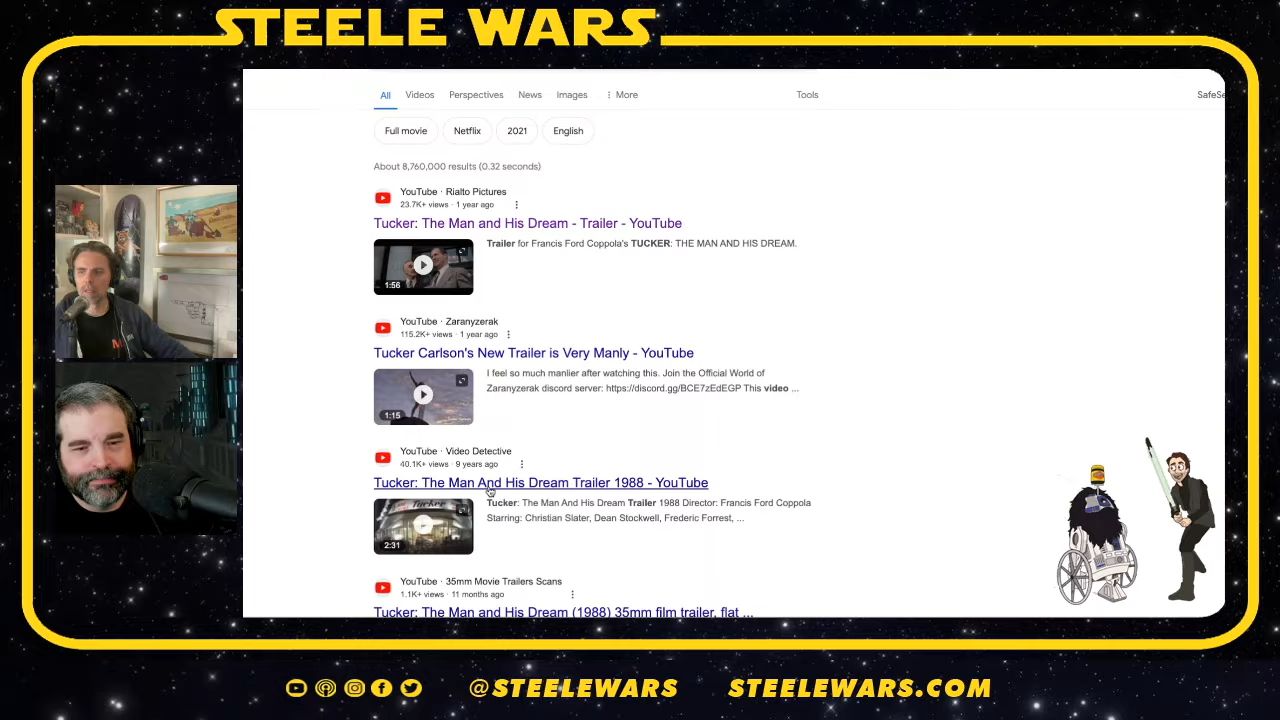 STEELE WARS
All Videos Perspectives News Images More Tools SafeSe
Full movie Netflix 2021 English
About 8,760,000 results (0.32 seconds)
YouTube · Rialto Pictures
23.7K+ views · 1 year ago
Tucker: The Man and His Dream - Trailer - YouTube
Trailer for Francis Ford Coppola's TUCKER: THE MAN AND HIS DREAM.
1:56
YouTube · Zaranyzerak
115.2K+ views · 1 year ago
Tucker Carlson's New Trailer is Very Manly - YouTube
I feel so much manlier after watching this. Join the Official World of
Zaranyzerak discord server: https://discord.gg/BCE7zEdEGP This video ...
1:15
YouTube · Video Detective
40.1K+ views · 9 years ago
Tucker: The Man And His Dream Trailer 1988 - YouTube
Tucker: The Man And His Dream Trailer 1988 Director: Francis Ford Coppola
Starring: Christian Slater, Dean Stockwell, Frederic Forrest, ...
Tucker
2:31
YouTube · 35mm Movie Trailers Scans
1.1K+ views · 11 months ago
Tucker: The Man and His Dream (1988) 35mm film trailer, flat ...
@STEELEWARS STEELEWARS.COM